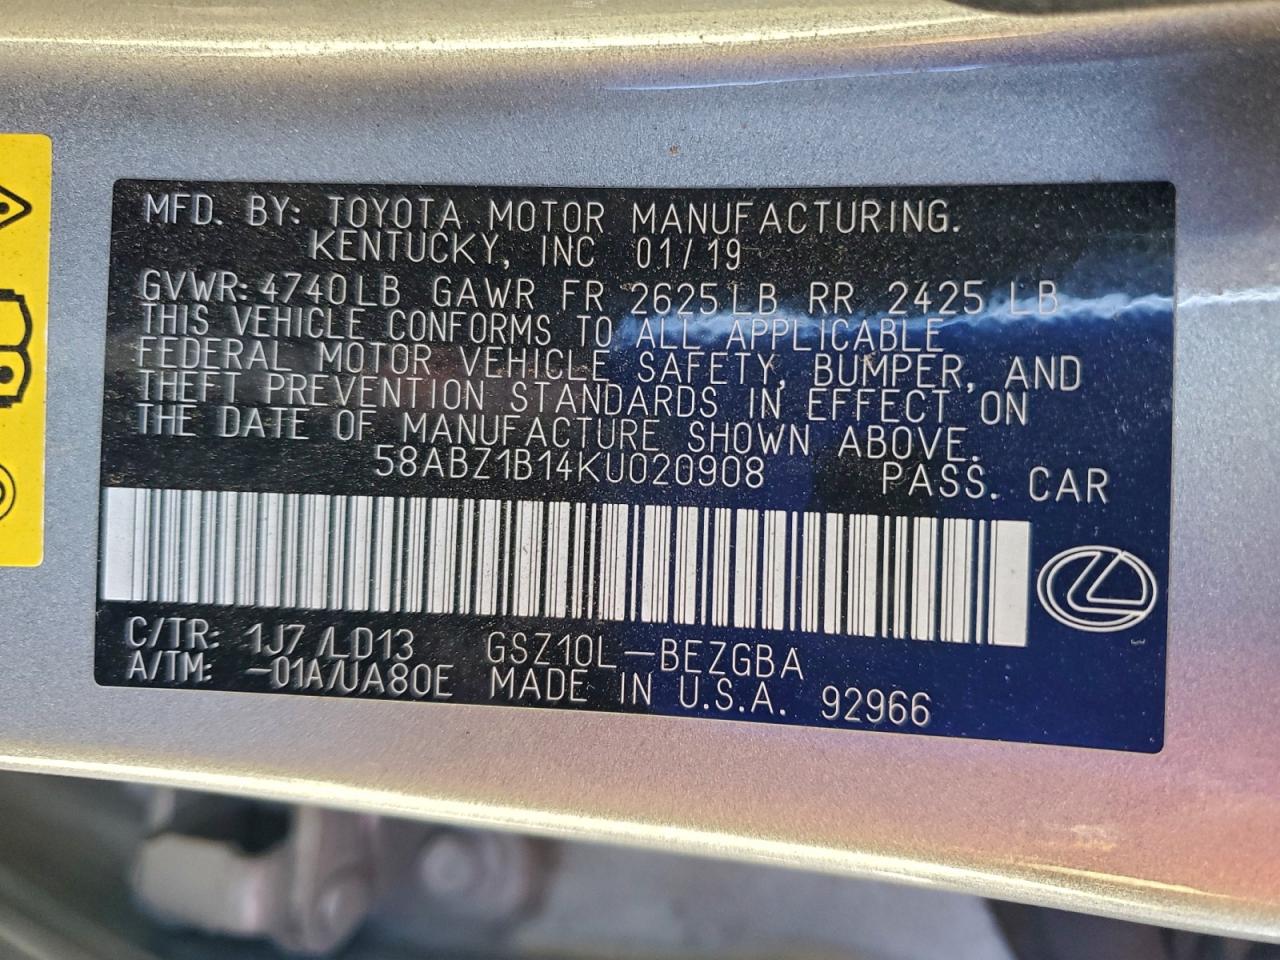 MFD. BY: TOYOTA MOTOR MANUFACTURING.
KENTUCKY, INC 01/19
GVWR: 4740LB GAWR FR 2625LB RR 2425 LB
THIS VEHICLE CONFORMS TO ALL APPLICABLE
FEDERAL MOTOR VEHICLE SAFETY, BUMPER, AND
THEFT PREVENTION STANDARDS IN EFFECT ON
THE DATE OF MANUFACTURE SHOWN ABOVE.
58ABZ1B14KU020908 PASS. CAR
C/TR: 1J7 /LD13 GSZ10L-BEZGBA
A/TM: -01A/UA80E MADE IN U.S.A. 92966